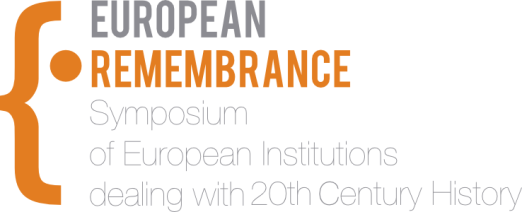 EUROPEAN
REMEMBRANCE
Symposium
of European Institutions
dealing with 20th Century History